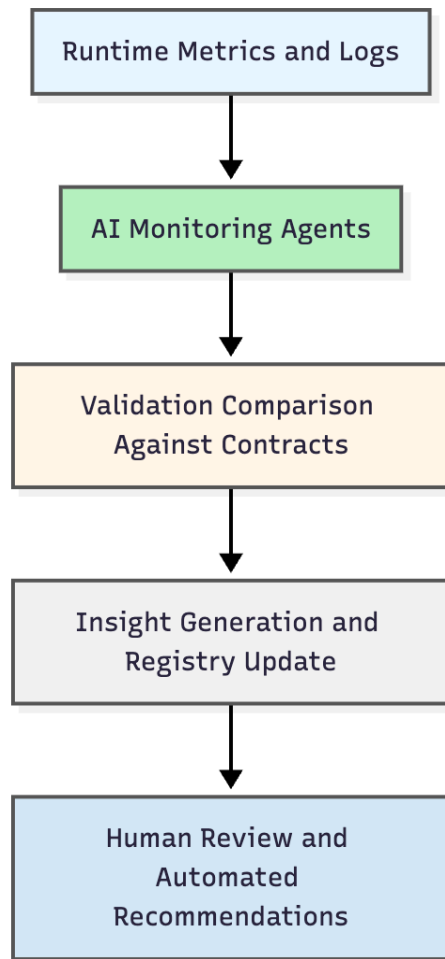 Runtime Metrics and Logs
AI Monitoring Agents
Validation Comparison
Against Contracts
Insight Generation and
Registry Update
Human Review and
Automated
Recommendations